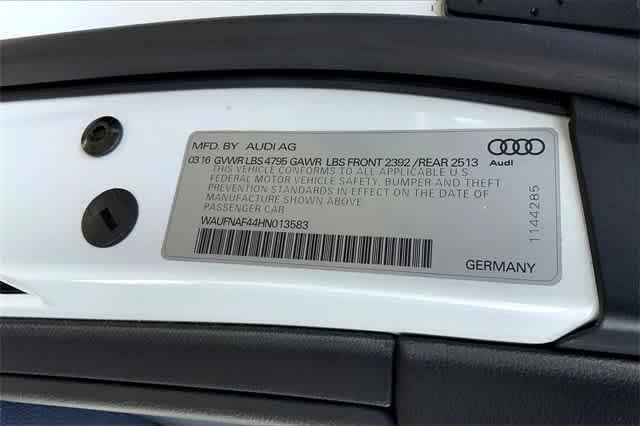 MFD. BY AUDI AG
03 16 GVWR LBS 4795 GAWR LBS FRONT 2392 /REAR 2513
THIS VEHICLE CONFORMS TO ALL APPLICABLE U.S.
FEDERAL MOTOR VEHICLE SAFETY, BUMPER AND THEFT
PREVENTION STANDARDS IN EFFECT ON THE DATE OF
MANUFACTURE SHOWN ABOVE
PASSENGER CAR
WAUFNAF44HN013583
Audi
1144285
GERMANY